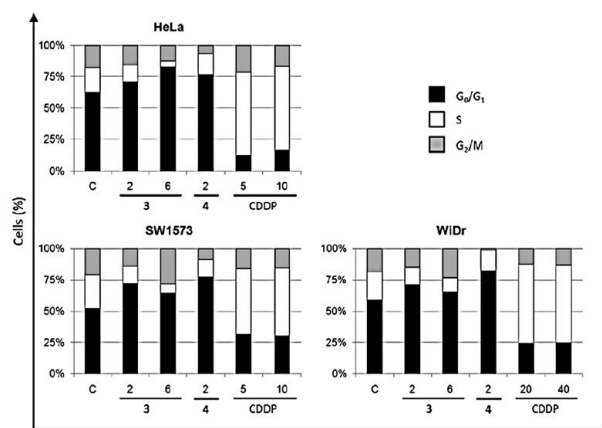 HeLa
100%
75%
50%
25%
0%
C 2 6 2 5 10
3 4 CDDP
G₀/G₁
S
G₂/M
Cells (%)
SW1573
100%
75%
50%
25%
0%
C 2 6 2 5 10
3 4 CDDP
WiDr
100%
75%
50%
25%
0%
C 2 6 2 20 40
3 4 CDDP